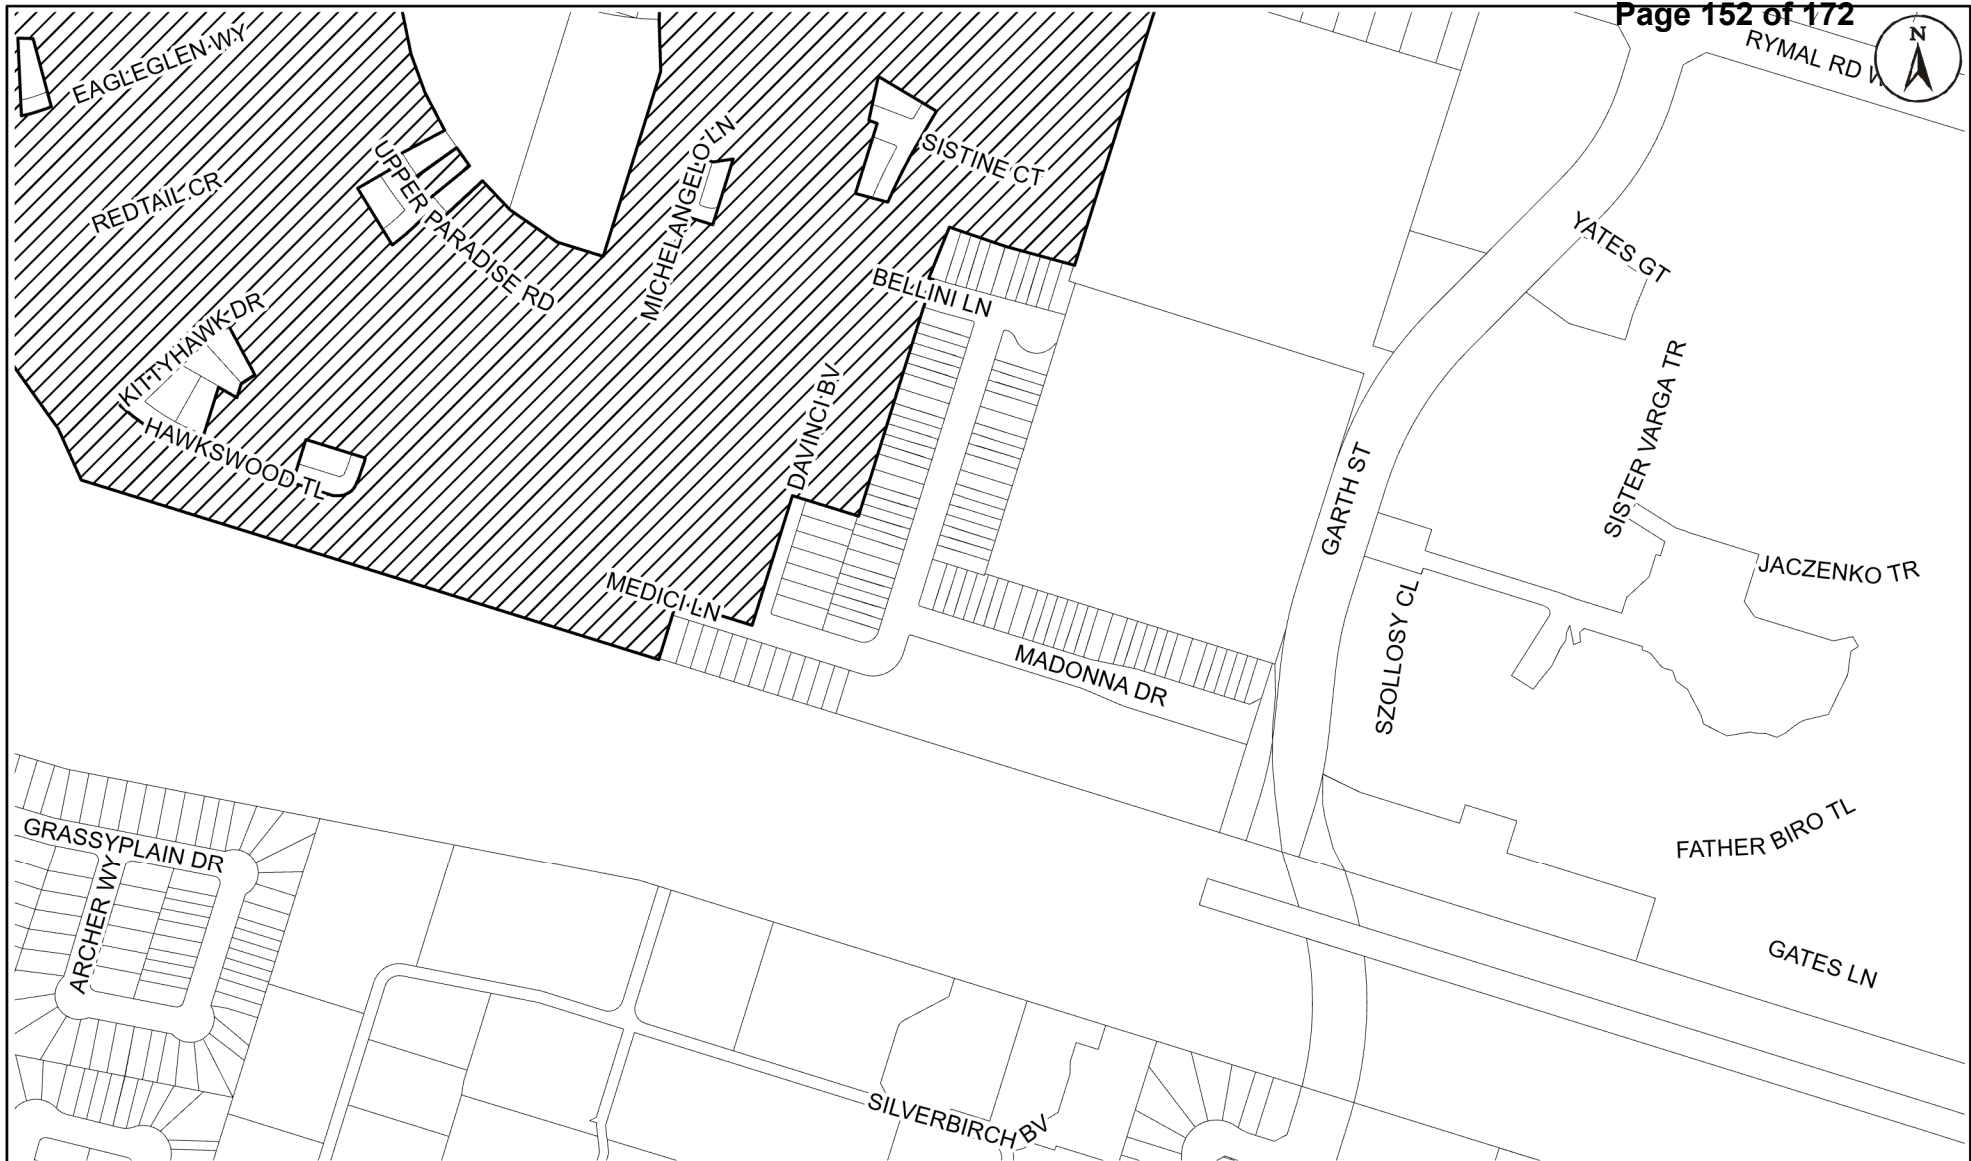 Page 152 of 172
N
RYMAL RD
EAGLEGLEN WY
REDTAIL CR
UPPER PARADISE RD
MICHELANGELO LN
SISTINE CT
YATES GT
BELLINI LN
KITTYHAWK DR
HAWKSWOOD TL
DAVINCI BV
GARTH ST
SISTER VARGA TR
JACZENKO TR
MEDICI LN
MADONNA DR
SZOLLOSY CL
FATHER BIRO TL
GRASSYPLAIN DR
ARCHER WY
GATES LN
SILVERBIRCH BV